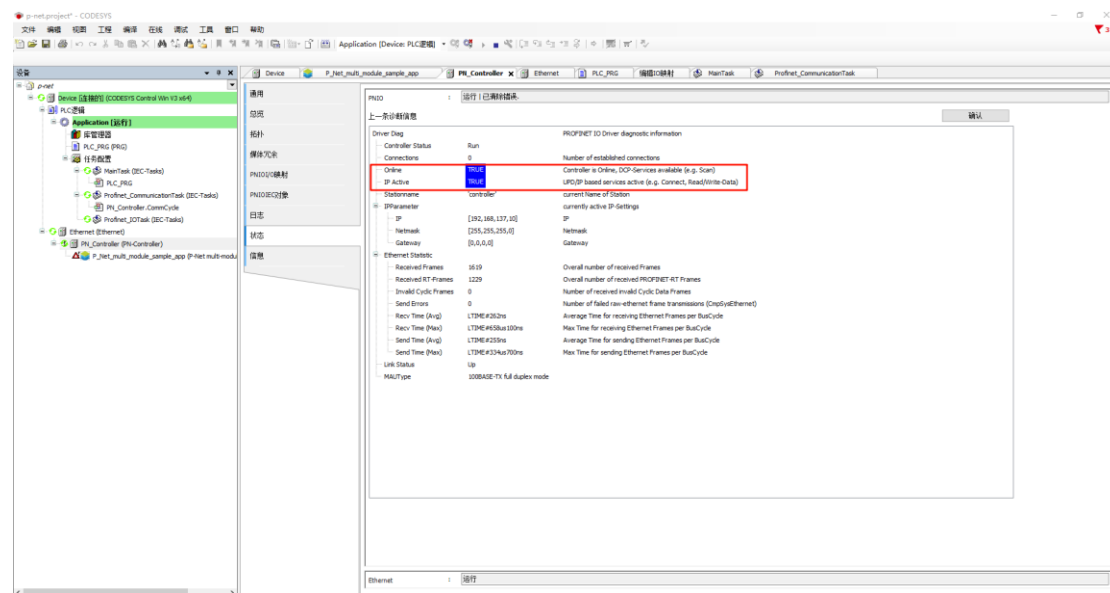 p-net.project* - CODESYS
文件 编辑 视图 工程 编译 在线 调试 工具 窗口 帮助
Application [Device: PLC逻辑]
设备
p-net
Device [连接的] (CODESYS Control Win V3 x64)
PLC逻辑
Application [运行]
库管理器
PLC_PRG (PRG)
任务配置
MainTask (IEC-Tasks)
PLC_PRG
Profinet_CommunicationTask (IEC-Tasks)
PN_Controller.CommCycle
Profinet_IOTask (IEC-Tasks)
Ethernet (Ethernet)
PN_Controller (PN-Controller)
P_Net_multi_module_sample_app (P-Net multi-modu
Device P_Net_multi_module_sample_app PN_Controller Ethernet PLC_PRG 编辑IO映射 MainTask Profinet_CommunicationTask
通用
总览
拓扑
媒体冗余
PNIOI/O映射
PNIOIEC对象
日志
状态
信息
PNIO : 运行 | 已清除错误.
上一条诊断信息 确认
Driver Diag PROFINET IO Driver diagnostic information
Controller Status Run
Connections 0 Number of established connections
Online TRUE Controller is Online, DCP-Services available (e.g. Scan)
IP Active TRUE UPD/IP based services active (e.g. Connect, Read/Write-Data)
Stationname 'controller' current Name of Station
IPParameter currently active IP-Settings
IP [192,168,137,10] IP
Netmask [255,255,255,0] Netmask
Gateway [0,0,0,0] Gateway
Ethernet Statistic
Received Frames 1619 Overall number of received Frames
Received RT-Frames 1229 Overall number of received PROFINET-RT Frames
Invalid Cyclic Frames 0 Number of received invalid Cyclic Data Frames
Send Errors 0 Number of failed raw-ethernet frame transmissions (CmpSysEthernet)
Recv Time (Avg) LTIME#262ns Average Time for receiving Ethernet Frames per BusCycle
Recv Time (Max) LTIME#658us100ns Max Time for receiving Ethernet Frames per BusCycle
Send Time (Avg) LTIME#255ns Average Time for sending Ethernet Frames per BusCycle
Send Time (Max) LTIME#334us700ns Max Time for sending Ethernet Frames per BusCycle
Link Status Up
MAUType 100BASE-TX full duplex mode
Ethernet : 运行